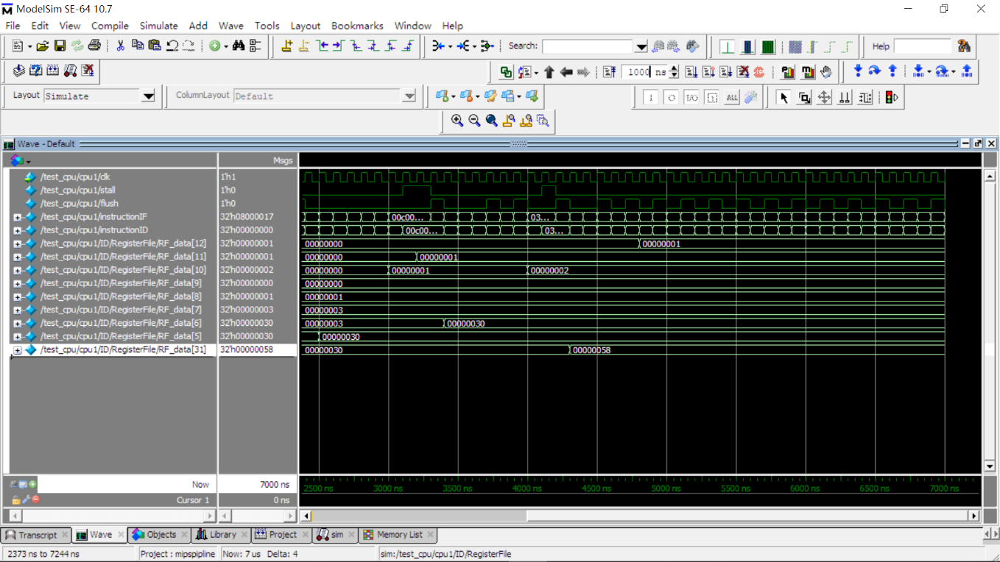 ModelSim SE-64 10.7
File Edit View Compile Simulate Add Wave Tools Layout Bookmarks Window Help
Search: Help
1000 ns
Layout Simulate ColumnLayout Default
ALL
Wave - Default
Msgs
/test_cpu/cpu1/clk 1'h1
/test_cpu/cpu1/stall 1'h0
/test_cpu/cpu1/flush 1'h0
/test_cpu/cpu1/instructionIF 32'h08000017 00c00... 03...
/test_cpu/cpu1/instructionID 32'h00000000 00c00... 03...
/test_cpu/cpu1/ID/RegisterFile/RF_data[12] 32'h00000001 00000000 00000001
/test_cpu/cpu1/ID/RegisterFile/RF_data[11] 32'h00000001 00000000 00000001
/test_cpu/cpu1/ID/RegisterFile/RF_data[10] 32'h00000002 00000000 00000001 00000002
/test_cpu/cpu1/ID/RegisterFile/RF_data[9] 32'h00000000 00000000
/test_cpu/cpu1/ID/RegisterFile/RF_data[8] 32'h00000001 00000001
/test_cpu/cpu1/ID/RegisterFile/RF_data[7] 32'h00000003 00000003
/test_cpu/cpu1/ID/RegisterFile/RF_data[6] 32'h00000030 00000003 00000030
/test_cpu/cpu1/ID/RegisterFile/RF_data[5] 32'h00000030 00000030
/test_cpu/cpu1/ID/RegisterFile/RF_data[31] 32'h00000058 00000030 00000058
Now 7000 ns 2500 ns 3000 ns 3500 ns 4000 ns 4500 ns 5000 ns 5500 ns 6000 ns 6500 ns 7000 ns
Cursor 1 0 ns
Transcript Wave Objects Library Project sim Memory List
2373 ns to 7244 ns Project : mipspipline Now: 7 us Delta: 4 sim:/test_cpu/cpu1/ID/RegisterFile